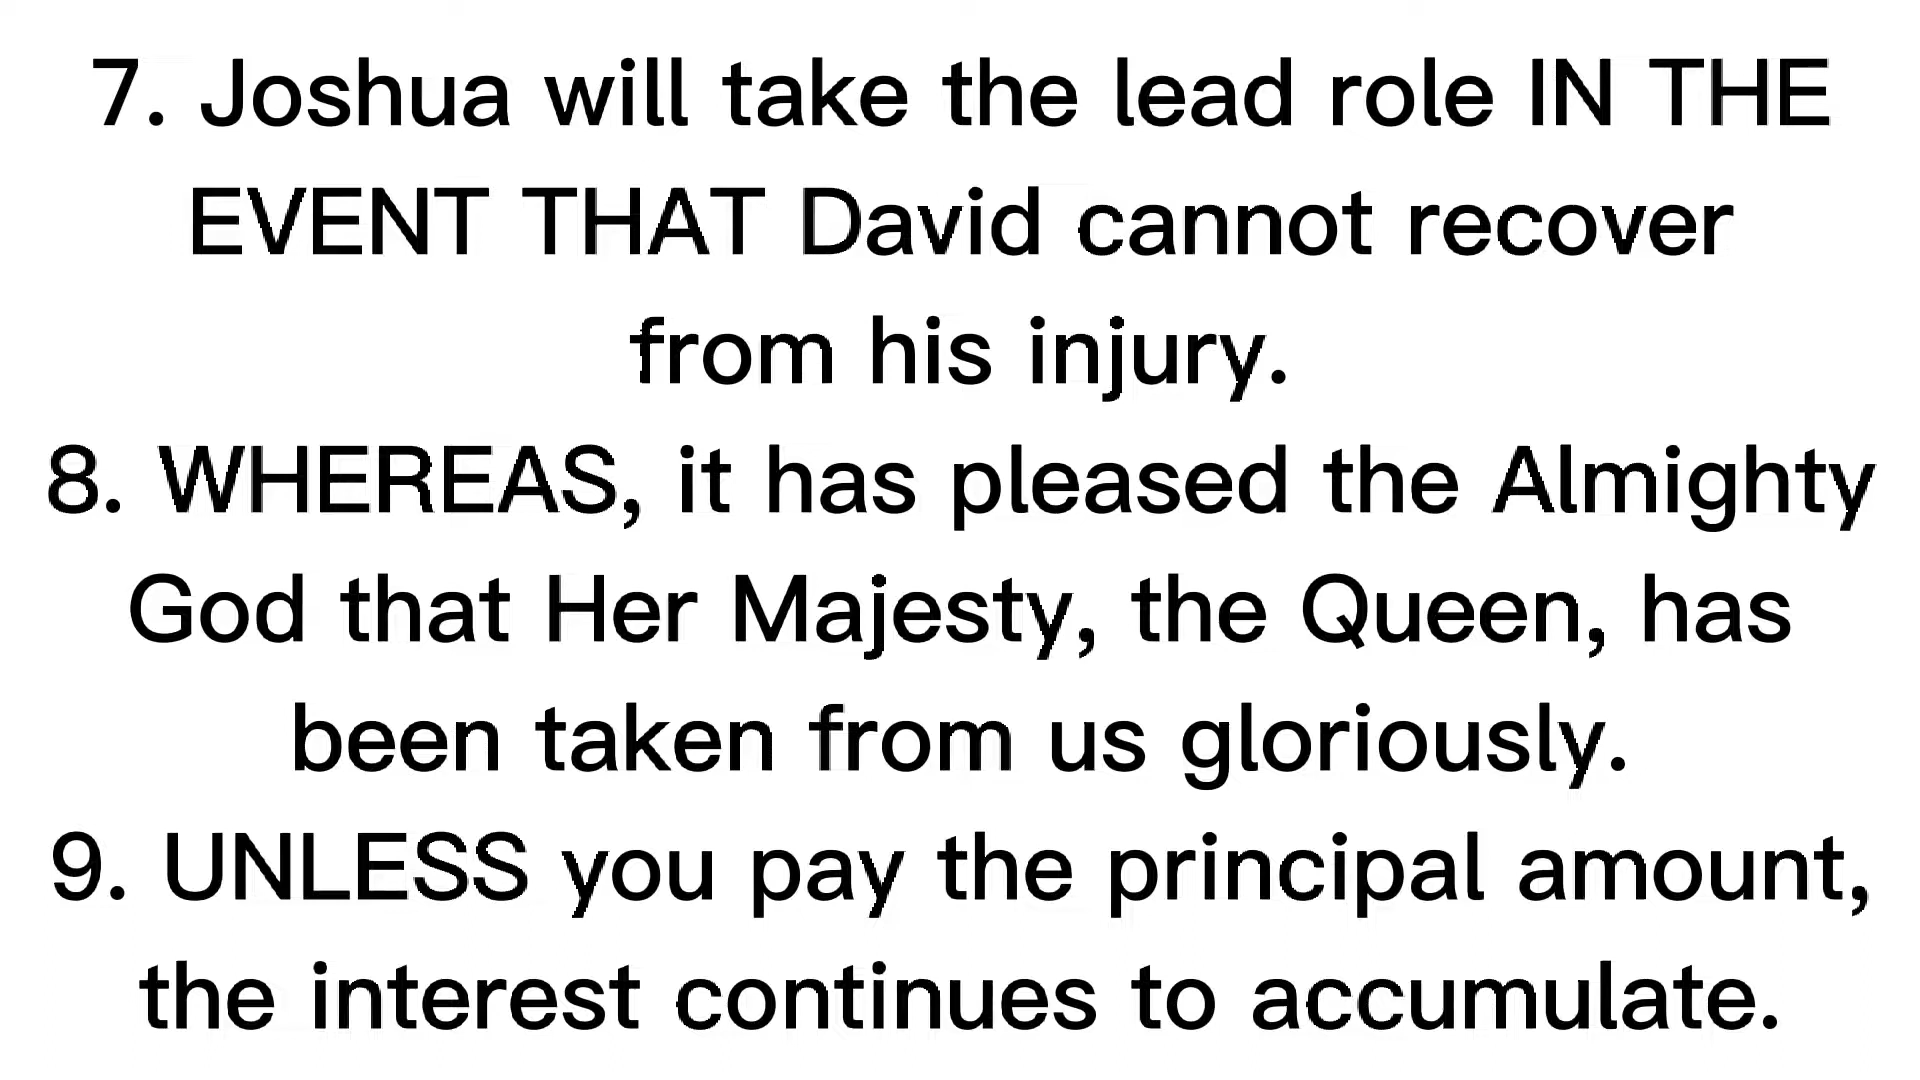 7. Joshua will take the lead role IN THE
EVENT THAT David cannot recover
from his injury.
8. WHEREAS, it has pleased the Almighty
God that Her Majesty, the Queen, has
been taken from us gloriously.
9. UNLESS you pay the principal amount,
the interest continues to accumulate.